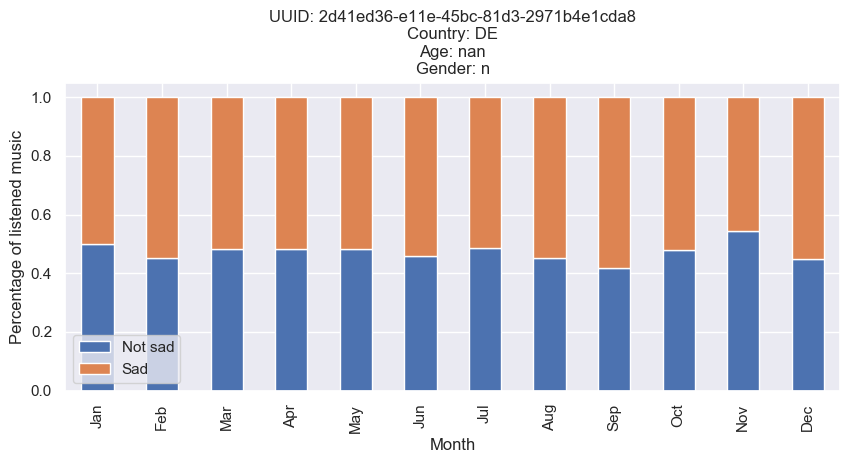 UUID: 2d41ed36-e11e-45bc-81d3-2971b4e1cda8
Country: DE
Age: nan
Gender: n
Percentage of listened music
1.0
0.8
0.6
0.4
0.2
0.0
Not sad
Sad
Jan
Feb
Mar
Apr
May
Jun
Jul
Aug
Sep
Oct
Nov
Dec
Month